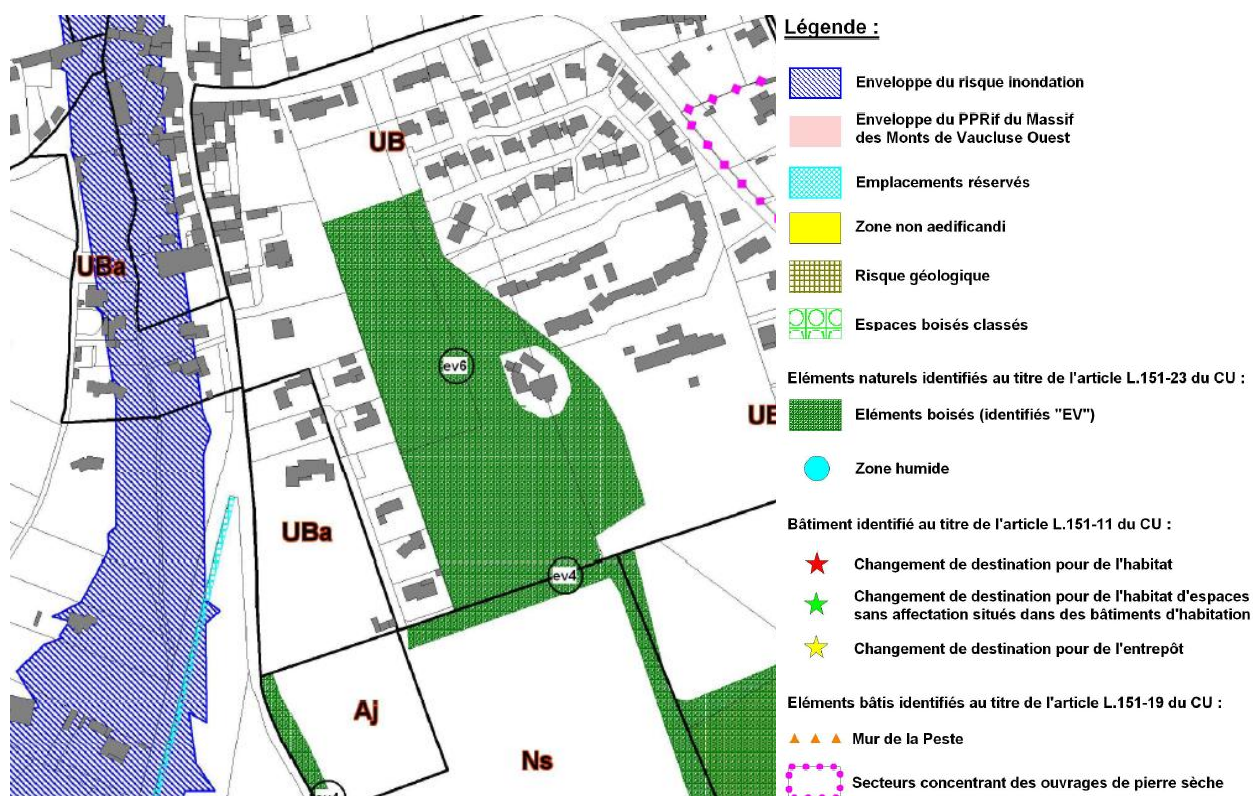 UB
UBa
ev6
UB
UBa
ev4
Aj
Ns
Légende :
Enveloppe du risque inondation
Enveloppe du PPRif du Massif
des Monts de Vaucluse Ouest
Emplacements réservés
Zone non aedificandi
Risque géologique
Espaces boisés classés
Eléments naturels identifiés au titre de l'article L.151-23 du CU :
Eléments boisés (identifiés "EV")
Zone humide
Bâtiment identifié au titre de l'article L.151-11 du CU :
Changement de destination pour de l'habitat
Changement de destination pour de l'habitat d'espaces
sans affectation situés dans des bâtiments d'habitation
Changement de destination pour de l'entrepôt
Eléments bâtis identifiés au titre de l'article L.151-19 du CU :
Mur de la Peste
Secteurs concentrant des ouvrages de pierre sèche